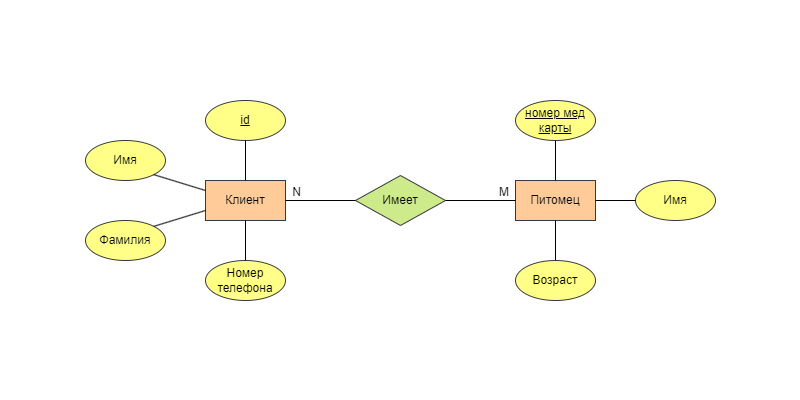 id
номер мед
карты
Имя
Клиент
N
Имеет
M
Питомец
Имя
Фамилия
Номер
телефона
Возраст